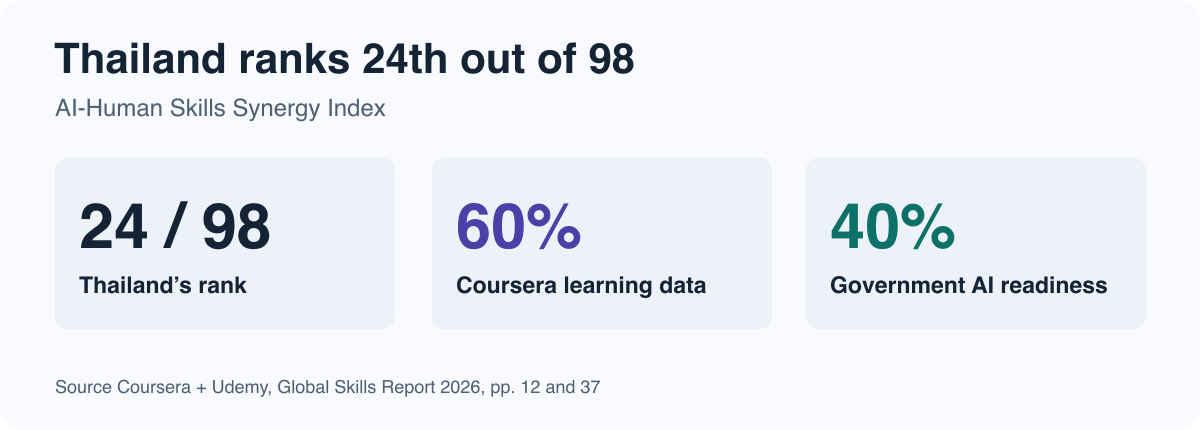 Thailand ranks 24th out of 98
AI-Human Skills Synergy Index
24 / 98
Thailand’s rank
60%
Coursera learning data
40%
Government AI readiness
Source Coursera + Udemy, Global Skills Report 2026, pp. 12 and 37